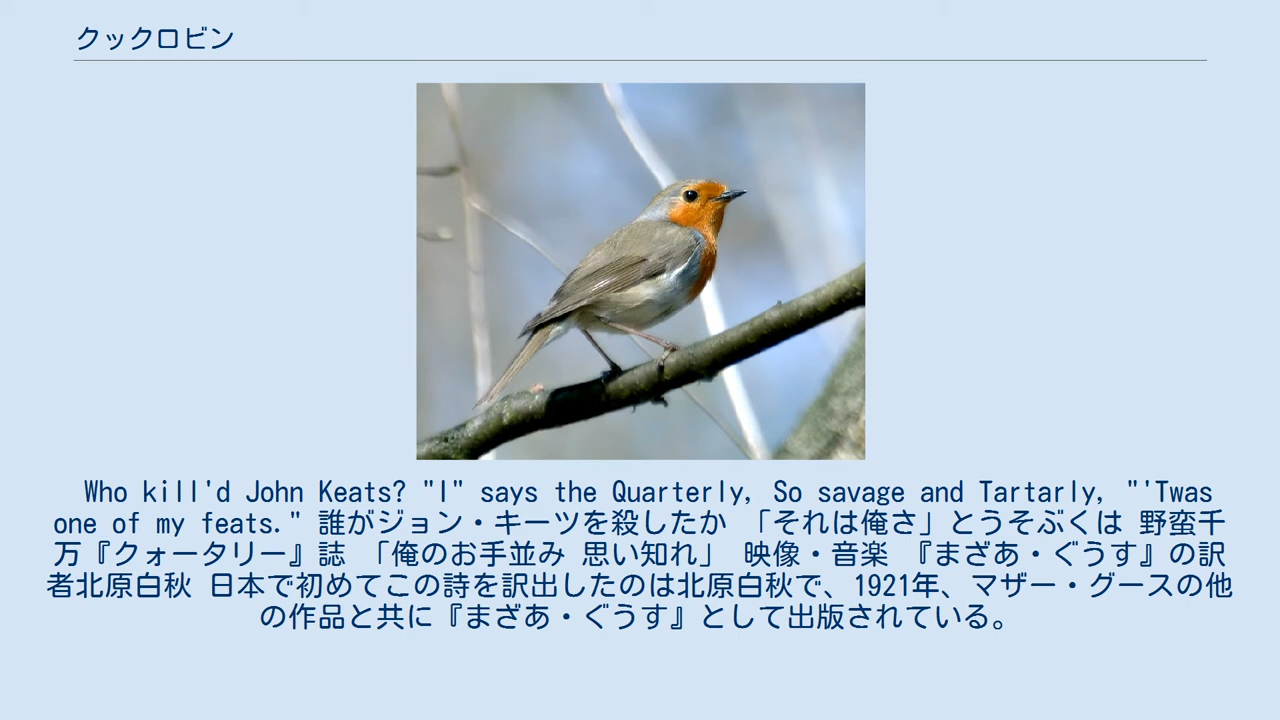 クックロビン
Who kill'd John Keats? "I" says the Quarterly, So savage and Tartarly, "'Twas
one of my feats." 誰がジョン・キーツを殺したか 「それは俺さ」とうそぶくは 野蛮千
万『クォータリー』誌 「俺のお手並み 思い知れ」 映像・音楽 『まざあ・ぐうす』の訳
者北原白秋 日本で初めてこの詩を訳出したのは北原白秋で、1921年、マザー・グースの他
の作品と共に『まざあ・ぐうす』として出版されている。